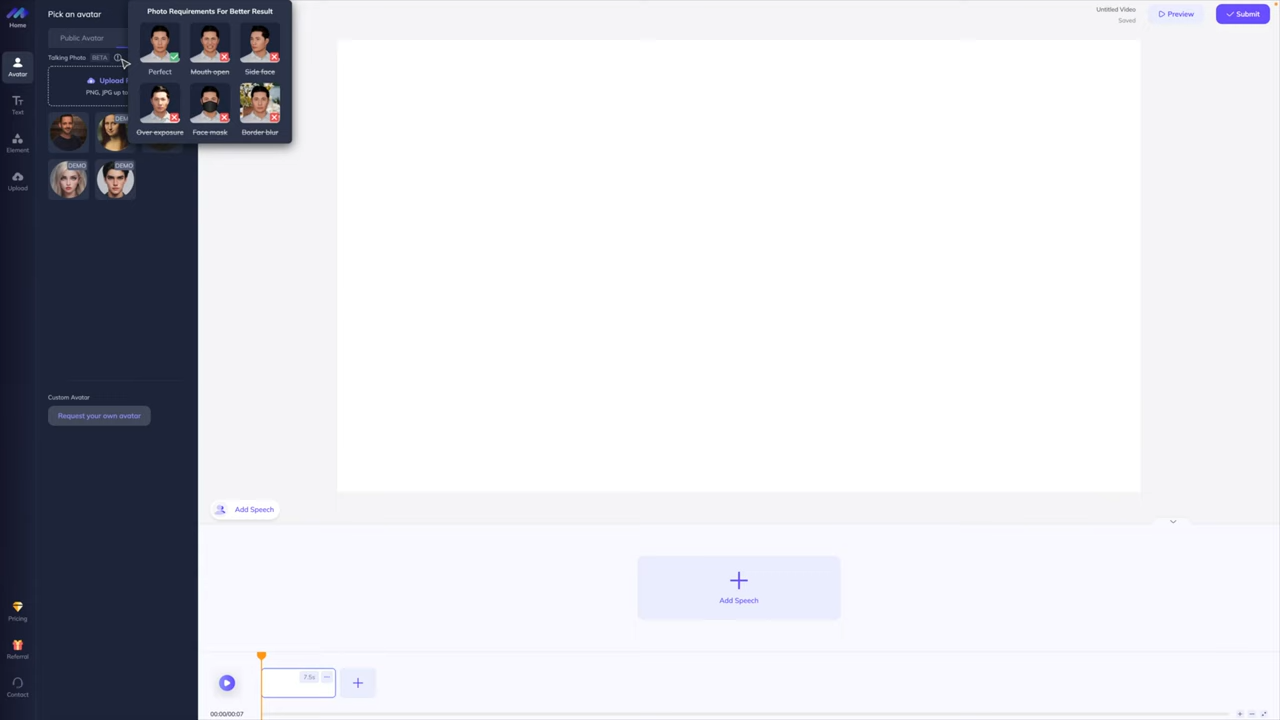 Home
Avatar
Text
Element
Upload
Pricing
Referral
Contact
Pick an avatar
Public Avatar
Talking Photo BETA
Upload
PNG, JPG up to
DEMO
DEMO
DEMO
Custom Avatar
Request your own avatar
Photo Requirements For Better Result
Perfect
Mouth open
Side face
Over exposure
Face mask
Border blur
Untitled Video
Saved
Preview
Submit
Add Speech
Add Speech
7.5s
00:00/00:07